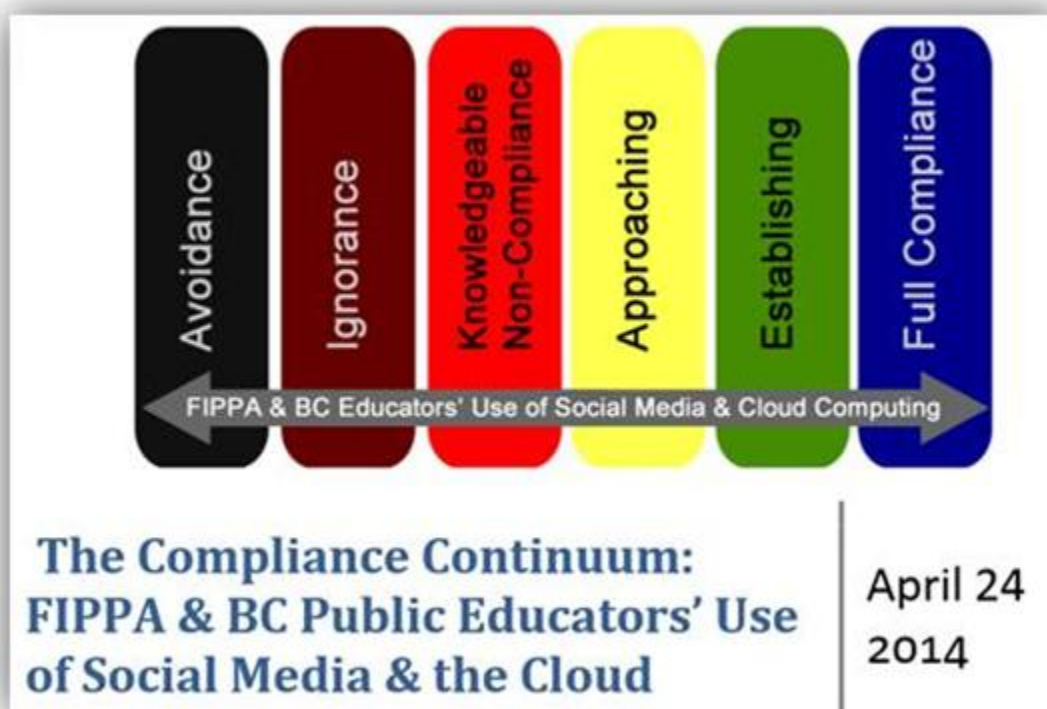 Avoidance
Ignorance
Knowledgeable
Non-Compliance
Approaching
Establishing
Full Compliance
FIPPA & BC Educators' Use of Social Media & Cloud Computing
The Compliance Continuum:
FIPPA & BC Public Educators’ Use
of Social Media & the Cloud
April 24
2014